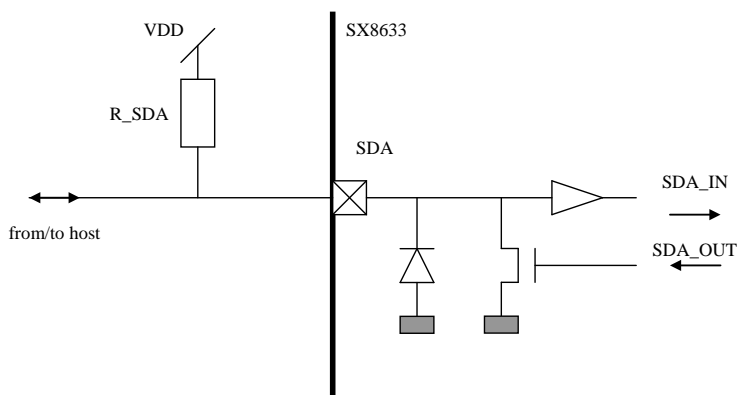 VDD
SX8633
R_SDA
SDA
SDA_IN
from/to host
SDA_OUT